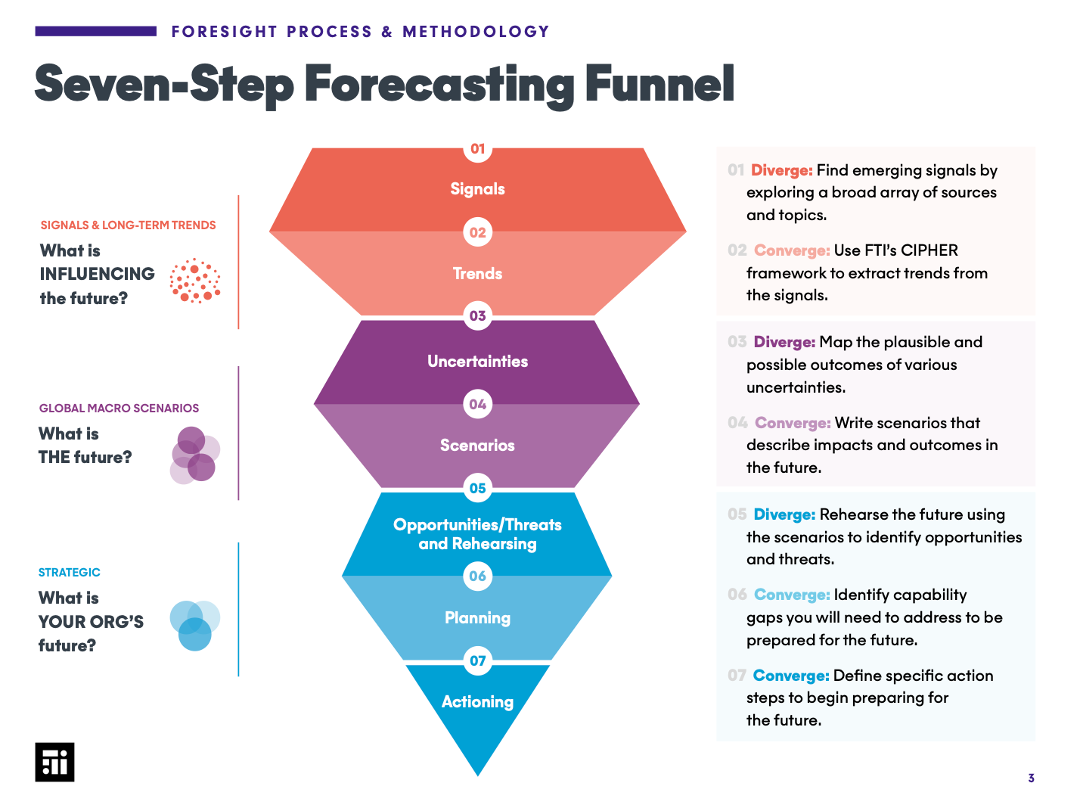 FORESIGHT PROCESS & METHODOLOGY
Seven-Step Forecasting Funnel
SIGNALS & LONG-TERM TRENDS
What is
INFLUENCING
the future?
GLOBAL MACRO SCENARIOS
What is
THE future?
STRATEGIC
What is
YOUR ORG'S
future?
01
Signals
02
Trends
03
Uncertainties
04
Scenarios
05
Opportunities/Threats
and Rehearsing
06
Planning
07
Actioning
01 Diverge: Find emerging signals by
exploring a broad array of sources
and topics.
02 Converge: Use FTI's CIPHER
framework to extract trends from
the signals.
03 Diverge: Map the plausible and
possible outcomes of various
uncertainties.
04 Converge: Write scenarios that
describe impacts and outcomes in
the future.
05 Diverge: Rehearse the future using
the scenarios to identify opportunities
and threats.
06 Converge: Identify capability
gaps you will need to address to be
prepared for the future.
07 Converge: Define specific action
steps to begin preparing for
the future.
3